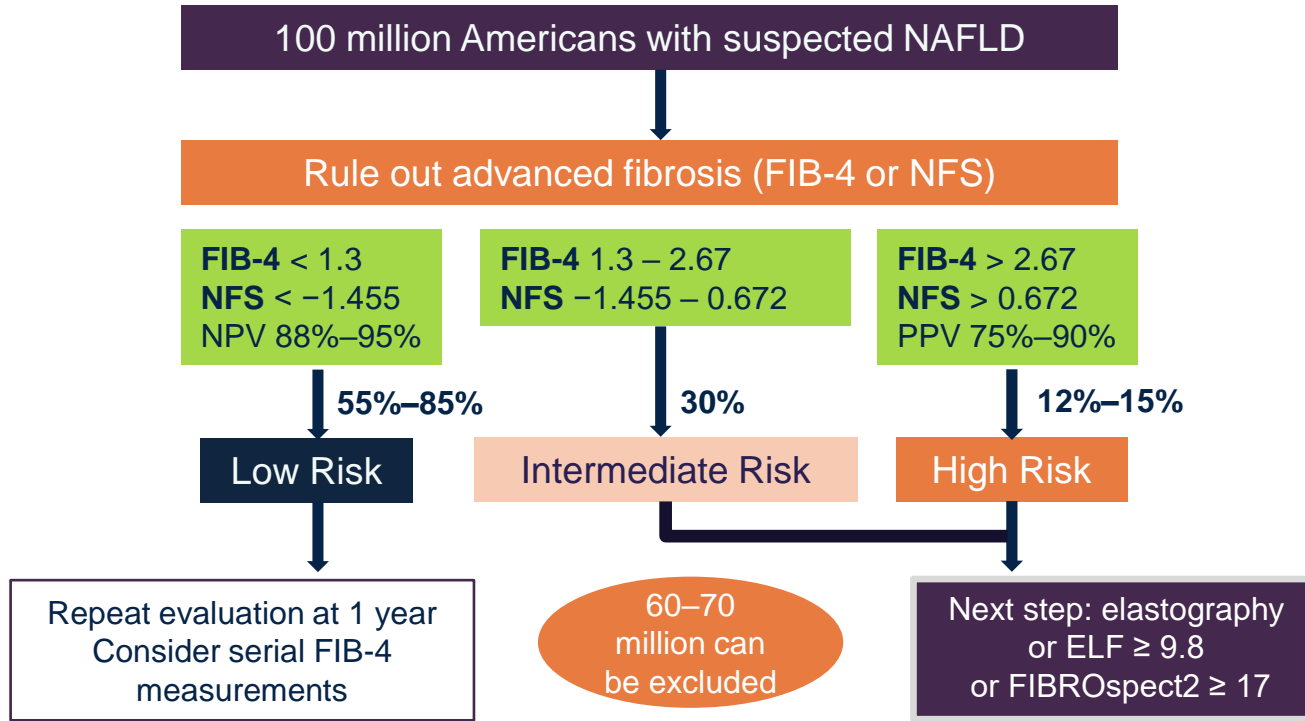 100 million Americans with suspected NAFLD
Rule out advanced fibrosis (FIB-4 or NFS)
FIB-4 < 1.3
NFS < −1.455
NPV 88%–95%
FIB-4 1.3 – 2.67
NFS −1.455 – 0.672
FIB-4 > 2.67
NFS > 0.672
PPV 75%–90%
55%–85%
30%
12%–15%
Low Risk
Intermediate Risk
High Risk
Repeat evaluation at 1 year
Consider serial FIB-4
measurements
60–70
million can
be excluded
Next step: elastography
or ELF ≥ 9.8
or FIBROspect2 ≥ 17